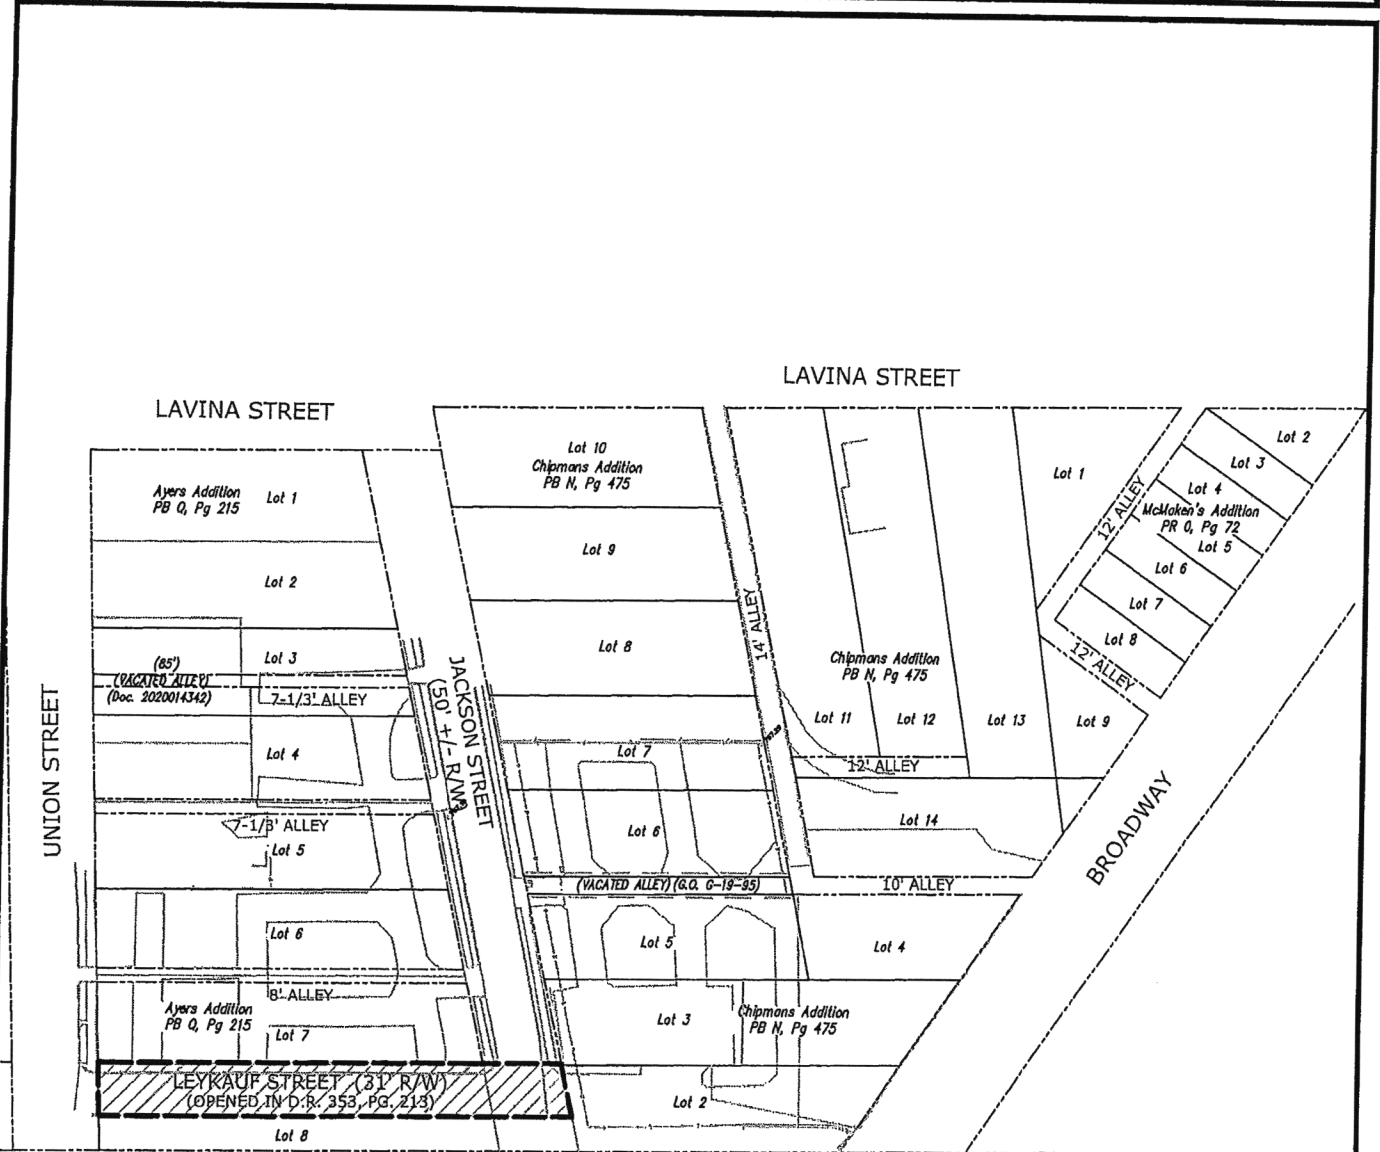 LAVINA STREET
LAVINA STREET
Lot 10
Chipmans Addition
PB N, Pg 475
Lot 2
Lot 3
Lot 1
Lot 4
McMaken's Addition
PR O, Pg 72
12' ALLEY
Ayers Addition
PB O, Pg 215
Lot 1
Lot 9
Lot 5
Lot 6
Lot 2
Lot 7
14' ALLEY
Lot 8
Lot 8
12' ALLEY
Lot 3
(85')
(VACATED ALLEY)
(Doc. 2020014342)
7-1/3' ALLEY
Chipmans Addition
PB N, Pg 475
JACKSON STREET
(50' +/- R/W)
Lot 11
Lot 12
Lot 13
Lot 9
UNION STREET
Lot 4
Lot 7
12' ALLEY
7-1/3' ALLEY
Lot 5
Lot 6
Lot 14
BROADWAY
(VACATED ALLEY)(G.O. G-19-95)
10' ALLEY
Lot 6
Lot 5
Lot 4
8' ALLEY
Ayers Addition
PB O, Pg 215
Lot 7
Lot 3
Chipmans Addition
PB N, Pg 475
LEYKAUF STREET (31' R/W)
(OPENED IN D.R. 353, PG. 213)
Lot 2
Lot 8